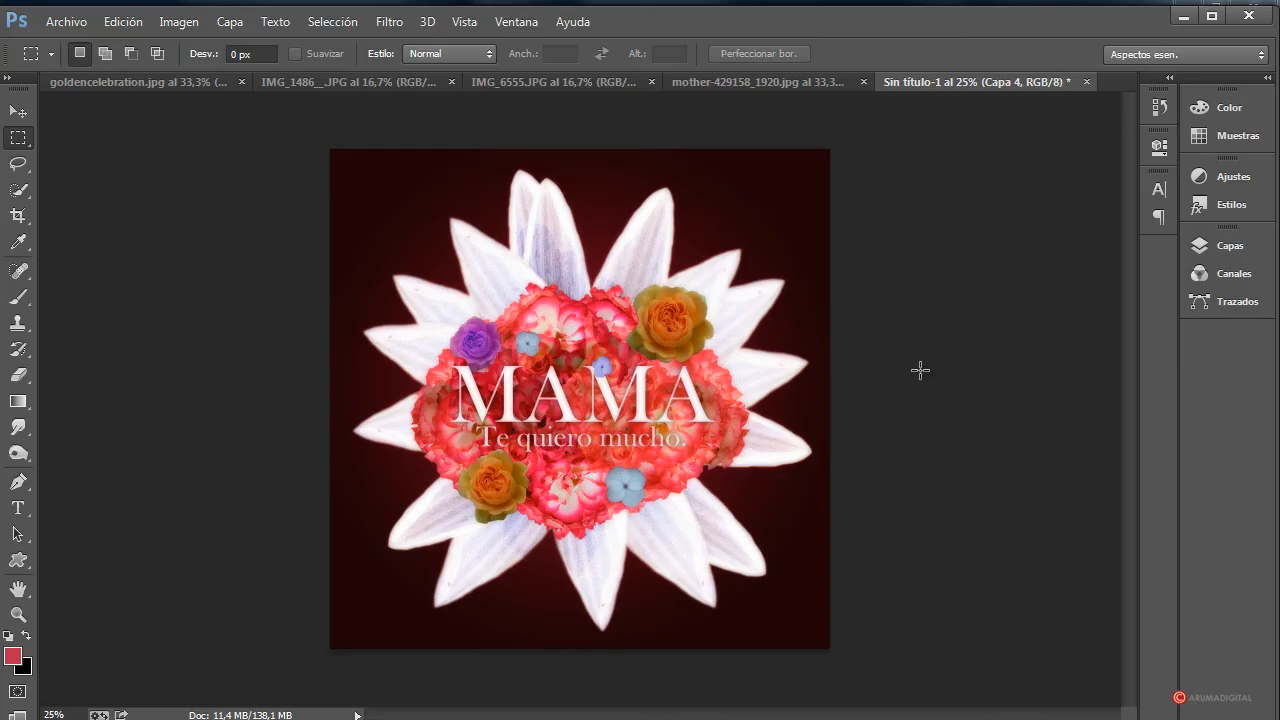 Ps Archivo Edición Imagen Capa Texto Selección Filtro 3D Vista Ventana Ayuda
Desv.: 0 px Suavizar Estilo: Normal Anch.: Alt.: Perfeccionar bor. Aspectos esen.
goldencelebration.jpg al 33,3% (... IMG_1486__.JPG al 16,7% (RGB/... IMG_6555.JPG al 16,7% (RGB/... mother-429158_1920.jpg al 33,3... Sin título-1 al 25% (Capa 4, RGB/8) *
Color
Muestras
Ajustes
Estilos
Capas
Canales
Trazados
MAMA
Te quiero mucho.
ARUMADIGITAL
25% Doc: 11,4 MB/138,1 MB